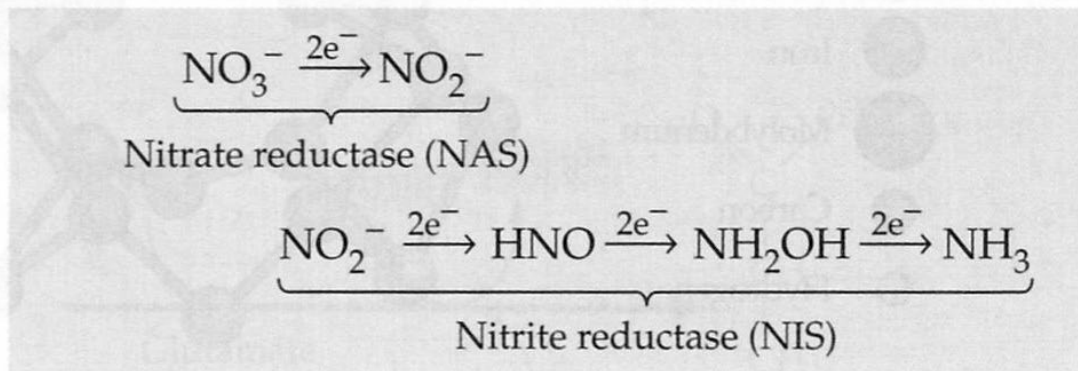 NO₃⁻ 2e⁻→ NO₂⁻
Nitrate reductase (NAS)
NO₂⁻ 2e⁻→ HNO 2e⁻→ NH₂OH 2e⁻→ NH₃
Nitrite reductase (NIS)